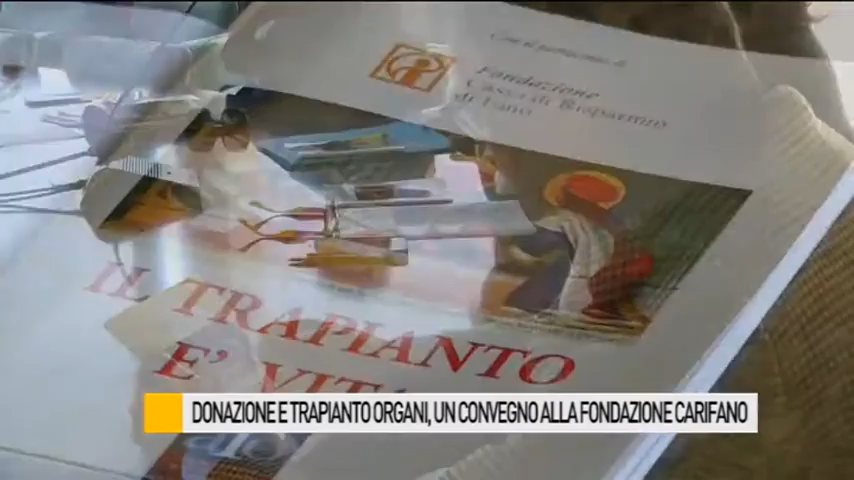 Con il patrocinio di
Fondazione
Cassa di Risparmio
di Fano
IL TRAPIANTO
E' VITA
DONAZIONE E TRAPIANTO ORGANI, UN CONVEGNO ALLA FONDAZIONE CARIFANO